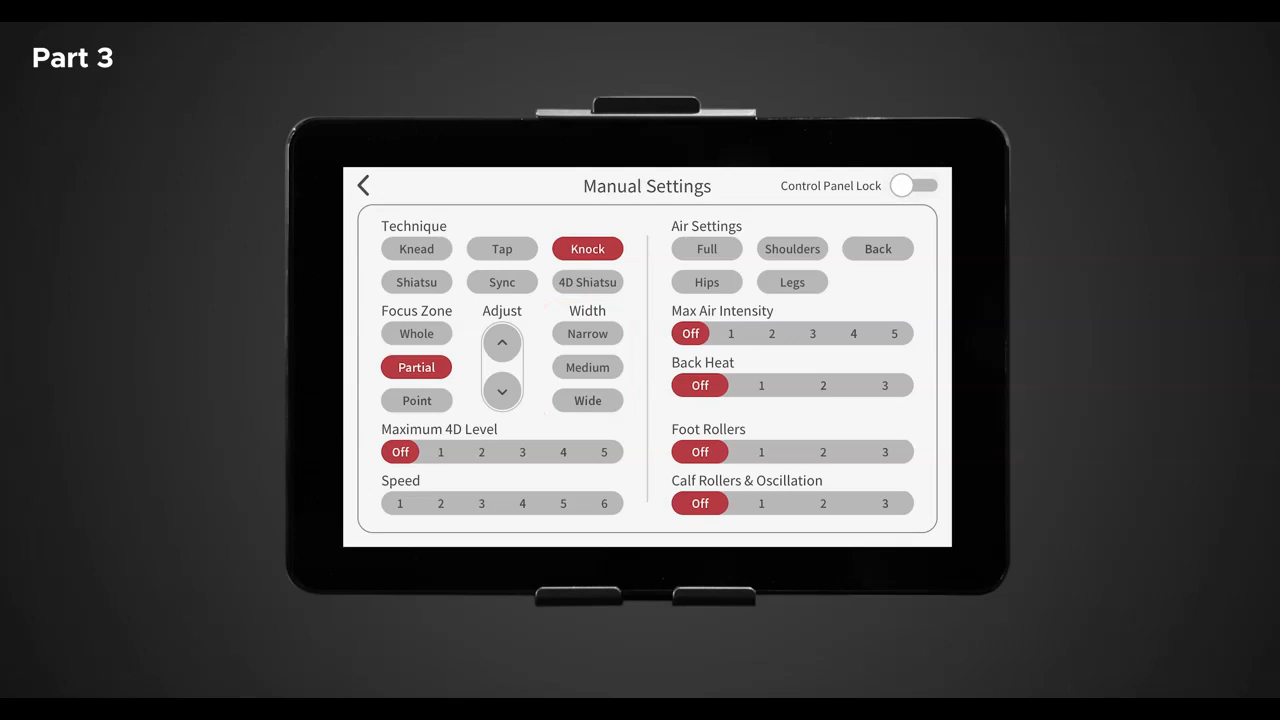 Part 3
Manual Settings
Control Panel Lock
Technique
Knead Tap Knock
Shiatsu Sync 4D Shiatsu
Focus Zone Adjust Width
Whole Narrow
Partial Medium
Point Wide
Maximum 4D Level
Off 1 2 3 4 5
Speed
1 2 3 4 5 6
Air Settings
Full Shoulders Back
Hips Legs
Max Air Intensity
Off 1 2 3 4 5
Back Heat
Off 1 2 3
Foot Rollers
Off 1 2 3
Calf Rollers & Oscillation
Off 1 2 3